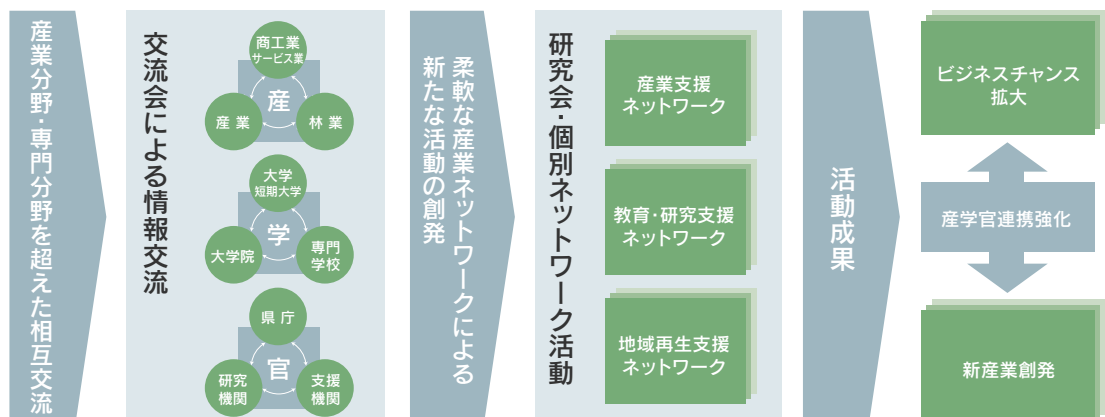 産業分野・専門分野を超えた相互交流
交流会による情報交流
商工業
サービス業
産
産業
林業
大学
短期大学
学
大学院
専門
学校
県庁
官
研究
機関
支援
機関
柔軟な産業ネットワークによる
新たな活動の創発
研究会・個別ネットワーク活動
産業支援
ネットワーク
教育・研究支援
ネットワーク
地域再生支援
ネットワーク
活動成果
ビジネスチャンス
拡大
産学官連携強化
新産業創発